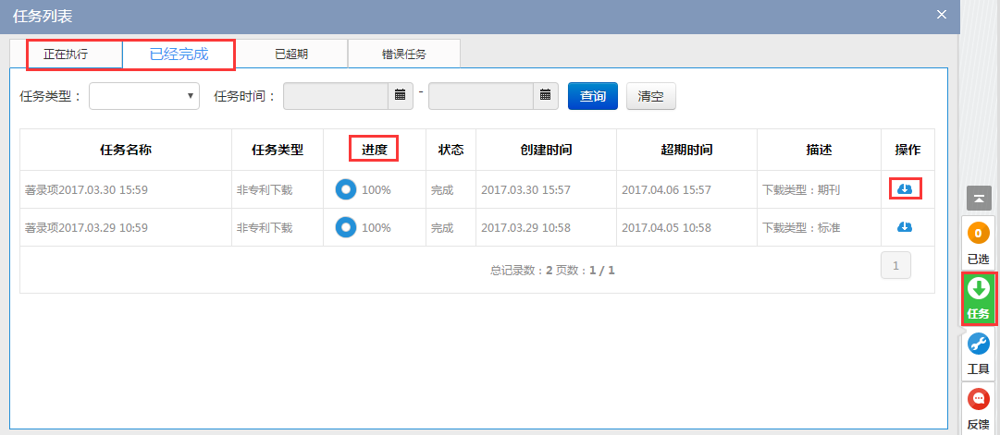 任务列表 ×
正在执行 已经完成 已超期 错误任务
任务类型： 任务时间： - 查询 清空
任务名称 任务类型 进度 状态 创建时间 超期时间 描述 操作
著录项2017.03.30 15:59 非专利下载 100% 完成 2017.03.30 15:57 2017.04.06 15:57 下载类型：期刊
著录项2017.03.29 10:59 非专利下载 100% 完成 2017.03.29 10:58 2017.04.05 10:58 下载类型：标准
总记录数：2 页数：1 / 1 1
0
已选
任务
工具
反馈